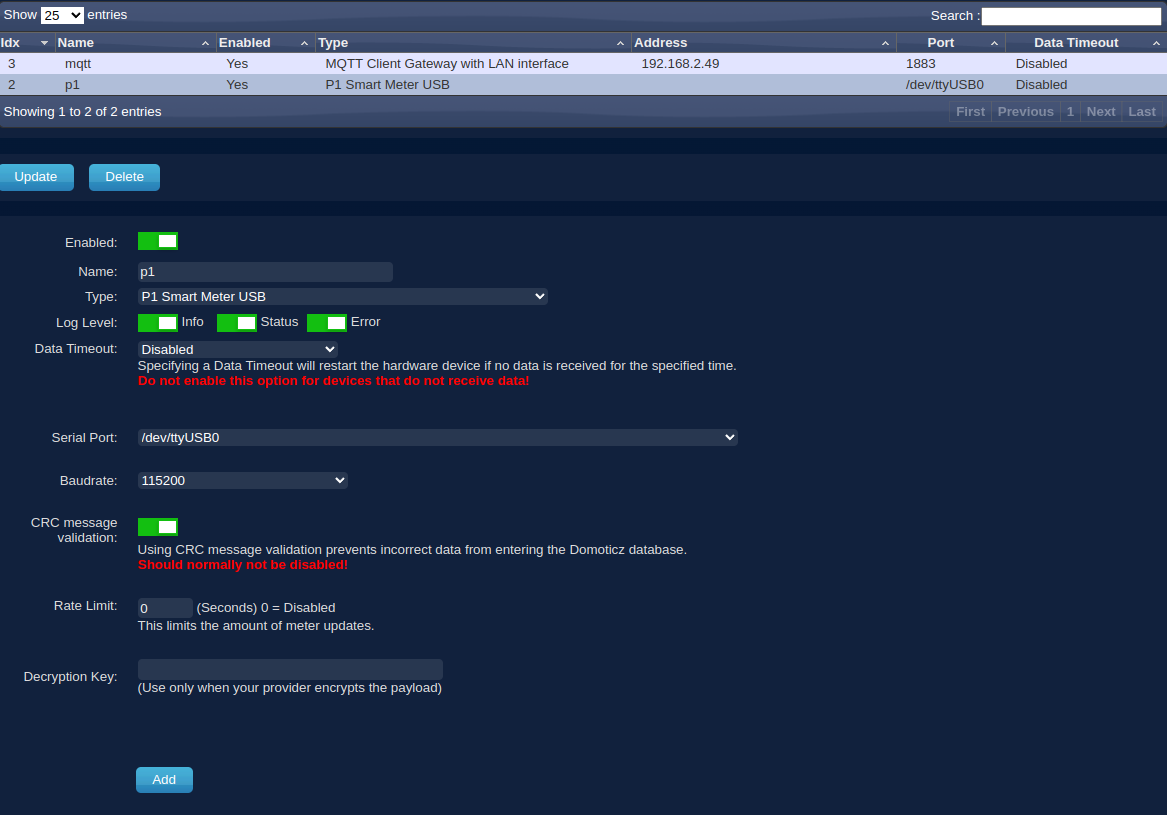 Show 25 entries Search :
Idx Name Enabled Type Address Port Data Timeout
3 mqtt Yes MQTT Client Gateway with LAN interface 192.168.2.49 1883 Disabled
2 p1 Yes P1 Smart Meter USB /dev/ttyUSB0 Disabled
Showing 1 to 2 of 2 entries First Previous 1 Next Last
Update Delete
Enabled:
Name: p1
Type: P1 Smart Meter USB
Log Level: Info Status Error
Data Timeout: Disabled
Specifying a Data Timeout will restart the hardware device if no data is received for the specified time.
Do not enable this option for devices that do not receive data!
Serial Port: /dev/ttyUSB0
Baudrate: 115200
CRC message
validation:
Using CRC message validation prevents incorrect data from entering the Domoticz database.
Should normally not be disabled!
Rate Limit: 0 (Seconds) 0 = Disabled
This limits the amount of meter updates.
Decryption Key:
(Use only when your provider encrypts the payload)
Add